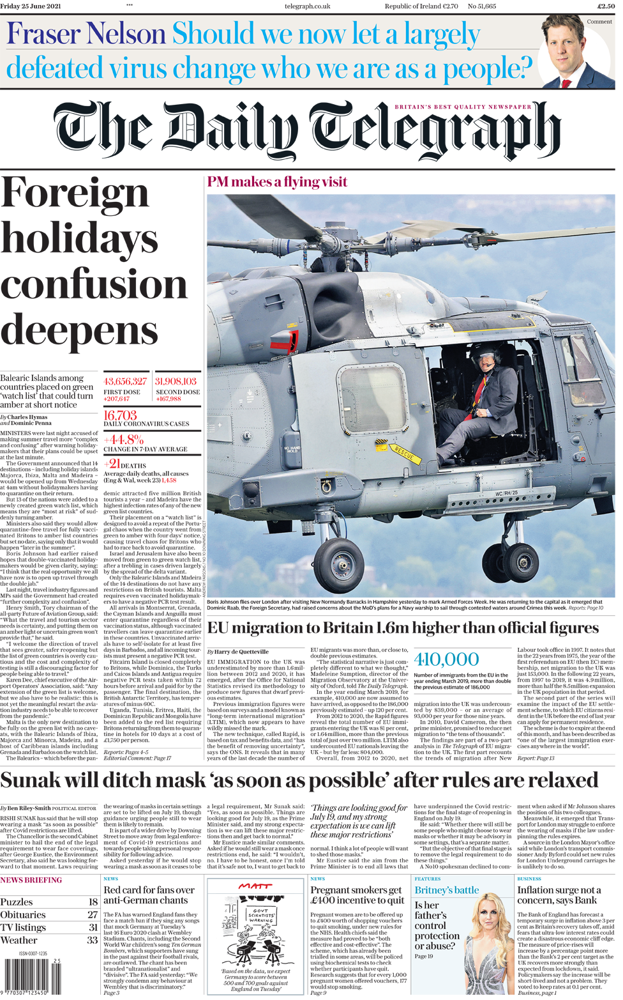 Friday 25 June 2021
***
telegraph.co.uk
Republic of Ireland €2.70
No 51,665
£2.50
Fraser Nelson Should we now let a largely
defeated virus change who we are as a people?
Comment
BRITAIN'S BEST QUALITY NEWSPAPER
The Daily Telegraph
Foreign
holidays
confusion
deepens
Balearic Islands among
countries placed on green
'watch list' that could turn
amber at short notice
By Charles Hymas
and Dominic Penna
MINISTERS were last night accused of
making summer travel more "complex
and confusing" after warning holiday-
makers that their plans could be upset
at the last minute.
The Government announced that 14
destinations – including holiday islands
Majorca, Ibiza, Malta and Madeira –
would be opened up from Wednesday
at 4am without holidaymakers having
to quarantine on their return.
But 13 of the nations were added to a
newly created green watch list, which
means they are "most at risk" of sud-
denly turning amber.
Ministers also said they would allow
quarantine-free travel for fully vacci-
nated Britons to amber list countries
but set no date, saying only that it would
happen "later in the summer".
Boris Johnson had earlier raised
hopes that double-vaccinated holiday-
makers would be given clarity, saying:
"I think that the real opportunity we all
have now is to open up travel through
the double jab."
Last night, travel industry figures and
MPs said the Government had created
"further complexity and confusion".
Henry Smith, Tory chairman of the
all-party Future of Aviation Group, said:
"What the travel and tourism sector
needs is certainty, and putting them on
an amber light or uncertain green won't
provide that," he said.
"I welcome the direction of travel
that sees greater, safer reopening but
the list of green countries is overly cau-
tious and the cost and complexity of
testing is still a discouraging factor for
people being able to travel."
Karen Dee, chief executive of the Air-
port Operators' Association, said: "Any
extension of the green list is welcome,
but we also have to be realistic: this is
not yet the meaningful restart the avia-
tion industry needs to be able to recover
from the pandemic."
Malta is the only new destination to
be fully on the green list with no cave-
ats, with the Balearic Islands of Ibiza,
Majorca and Minorca, Madeira, and a
host of Caribbean islands including
Grenada and Barbados on the watch list.
The Balearics – which before the pan-
43,656,327
FIRST DOSE
+207,647
31,908,103
SECOND DOSE
+167,988
16,703
DAILY CORONAVIRUS CASES
+44.8%
CHANGE IN 7-DAY AVERAGE
+21 DEATHS
Average daily deaths, all causes
(Eng & Wal, week 23) 1,458
demic attracted five million British
tourists a year – and Madeira have the
highest infection rates of any of the new
green list countries.
Their placement on a "watch list" is
designed to avoid a repeat of the Portu-
gal chaos when the country went from
green to amber with four days' notice,
causing travel chaos for Britons who
had to race back to avoid quarantine.
Israel and Jerusalem have also been
moved from green to green watch list,
after a trebling in cases driven largely
by the spread of the delta variant.
Only the Balearic Islands and Madeira
of the 14 destinations do not have any
restrictions on British tourists. Malta
requires even vaccinated holidaymak-
ers to have a negative PCR test result.
All arrivals in Montserrat, Grenada,
the Cayman Islands and Anguilla must
enter quarantine regardless of their
vaccination status, although vaccinated
travellers can leave quarantine earlier
in these countries. Unvaccinated arriv-
als have to self-isolate for at least five
days in Barbados, and all incoming tour-
ists must present a negative PCR test.
Pitcairn Island is closed completely
to Britons, while Dominica, the Turks
and Caicos Islands and Antigua require
negative PCR tests taken within 72
hours before arrival and paid for by the
passenger. The final destination, the
British Antarctic Territory, has temper-
atures of minus 60C.
Uganda, Tunisia, Eritrea, Haiti, the
Dominican Republic and Mongolia have
been added to the red list requiring
Britons returning from them to quaran-
tine in hotels for 10 days at a cost of
£1,750 per person.
Reports: Pages 4-5
Editorial Comment: Page 17
PM makes a flying visit
NO HAND HOLD
RESCUE
WC/RH/25
ANDREW PARSONS / NO 10 DOWNING STREET
Boris Johnson flies over London after visiting New Normandy Barracks in Hampshire yesterday to mark Armed Forces Week. He was returning to the capital as it emerged that
Dominic Raab, the Foreign Secretary, had raised concerns about the MoD's plans for a Navy warship to sail through contested waters around Crimea this week. Reports: Page 10
EU migration to Britain 1.6m higher than official figures
By Harry de Quetteville
EU IMMIGRATION to the UK was
underestimated by more than 1.6 mil-
lion between 2012 and 2020, it has
emerged, after the Office for National
Statistics revised its methodology to
produce new figures that dwarf previ-
ous estimates.
Previous immigration figures were
based on surveys and a model known as
"long-term international migration"
(LTIM), which now appears to have
wildly missed the mark.
The new technique, called Rapid, is
based on tax and benefits data, and "has
the benefit of removing uncertainty",
says the ONS. It reveals that in many
years of the last decade the number of
EU migrants was more than, or close to,
double previous estimates.
"The statistical narrative is just com-
pletely different to what we thought,"
Madeleine Sumption, director of the
Migration Observatory at the Univer-
sity of Oxford, told The Daily Telegraph.
In the year ending March 2019, for
example, 410,000 are now assumed to
have arrived, as opposed to the 186,000
previously estimated – up 120 per cent.
From 2012 to 2020, the Rapid figures
reveal the total number of EU immi-
grants entering the UK was 81 per cent,
or 1.64 million, more than the previous
total of just over two million. LTIM also
undercounted EU nationals leaving the
UK – but by far less: 804,000.
Overall, from 2012 to 2020, net
410,000
Number of immigrants from the EU in the
year ending March 2019, more than double
the previous estimate of 186,000
migration into the UK was undercoun-
ted by 839,000 – or an average of
93,000 per year for those nine years.
In 2010, David Cameron, the then
prime minister, promised to reduce net
migration to "the tens of thousands".
The findings are part of a two-part
analysis in The Telegraph of EU migra-
tion to the UK. The first part recounts
the trends of migration after New
Labour took office in 1997. It notes that
in the 22 years from 1975, the year of the
first referendum on EU (then EC) mem-
bership, net migration to the UK was
just 153,000. In the following 22 years,
from 1997 to 2019, it was 4.9 million,
more than half the 8.5 million expansion
in the UK population in that period.
The second part of the series will
examine the impact of the EU settle-
ment scheme, to which EU citizens resi-
dent in the UK before the end of last year
can apply for permanent residence.
The scheme is due to expire at the end
of this month, and has been described as
"one of the largest immigration exer-
cises anywhere in the world".
Report: Page 13
Sunak will ditch mask 'as soon as possible' after rules are relaxed
By Ben Riley-Smith POLITICAL EDITOR
RISHI SUNAK has said that he will stop
wearing a mask "as soon as possible"
after Covid restrictions are lifted.
The Chancellor is the second Cabinet
minister to hail the end of the legal
requirement to wear face coverings,
after George Eustice, the Environment
Secretary, also said he was looking for-
ward to that moment. Laws requiring
the wearing of masks in certain settings
are set to be lifted on July 19, though
guidance urging people still to wear
them is likely to remain.
It is part of a wider drive by Downing
Street to move away from legal enforce-
ment of Covid-19 restrictions and
towards people taking personal respon-
sibility for following advice.
Asked yesterday if he would stop
wearing a mask as soon as it ceases to be
a legal requirement, Mr Sunak said:
"Yes, as soon as possible. Things are
looking good for July 19, as the Prime
Minister said, and my strong expecta-
tion is we can lift these major restric-
tions then and get back to normal."
Mr Eustice made similar comments.
Asked if he would still wear a mask once
restrictions end, he said: "I wouldn't,
no. I have to be honest, once I'm told
that it's safe not to, I want to get back to
'Things are looking good for
July 19, and my strong
expectation is we can lift
these major restrictions'
normal. I think a lot of people will want
to shed those masks."
Mr Eustice said the aim from the
Prime Minister is to end all laws that
have underpinned the Covid restric-
tions for the final stage of reopening in
England on July 19.
He said: "Whether there will still be
some people who might choose to wear
masks or whether it may be advisory in
some settings, that's a separate matter.
"But the objective of that final stage is
to remove the legal requirement to do
these things."
A No10 spokesman declined to com-
ment when asked if Mr Johnson shares
the position of his two colleagues.
Meanwhile, it emerged that Trans-
port for London may struggle to enforce
the wearing of masks if the law under-
pinning the rules expires.
A source in the London Mayor's office
said while London's transport commis-
sioner Andy Byford could set new rules
for London Underground carriages he
is unlikely to do so.
NEWS BRIEFING
Puzzles 18
Obituaries 27
TV listings 31
Weather 33
ISSN-0307-1235
25
9 770307 123450
NEWS
Red card for fans over
anti-German chants
The FA has warned England fans they
face a match ban if they sing any songs
that mock Germany at Tuesday's
last-16 Euro 2020 clash at Wembley
Stadium. Chants, including the Second
World War children's song Ten German
Bombers, which supporters have sung
in the past against their football rivals,
are outlawed. The chant has been
branded "ultranationalist" and
"divisive". The FA said yesterday: "We
strongly condemn any behaviour at
Wembley that is discriminatory."
Page 3
MATT
GOVT
SCIENTISTS'
WARNING
'Based on the data, we expect
Germany to score between
500 and 700 goals against
England on Tuesday'
NEWS
Pregnant smokers get
£400 incentive to quit
Pregnant women are to be offered up
to £400 worth of shopping vouchers
to quit smoking, under new rules for
the NHS. Health chiefs said the
measure had proved to be "both
effective and cost-effective". The
scheme, which has already been
trialled in some areas, will be policed
using biochemical tests to check
whether participants have quit.
Research suggests that for every 1,000
pregnant women offered vouchers, 177
would stop smoking.
Page 9
FEATURES
Britney's battle
Is her
father's
control
protection
or abuse?
Page 19
BUSINESS
Inflation surge not a
concern, says Bank
The Bank of England has forecast a
temporary surge in inflation above 3 per
cent as Britain's recovery takes off, amid
fears that ultra-low interest rates could
create a disastrous economic cliff edge.
The measure of price-rises will
increase by a percentage point more
than the Bank's 2 per cent target as the
UK recovers more strongly than
expected from lockdown, it said.
Policymakers say the increase will be
short-lived and not a problem. They
voted to keep rates at 0.1 per cent.
Business, page 1